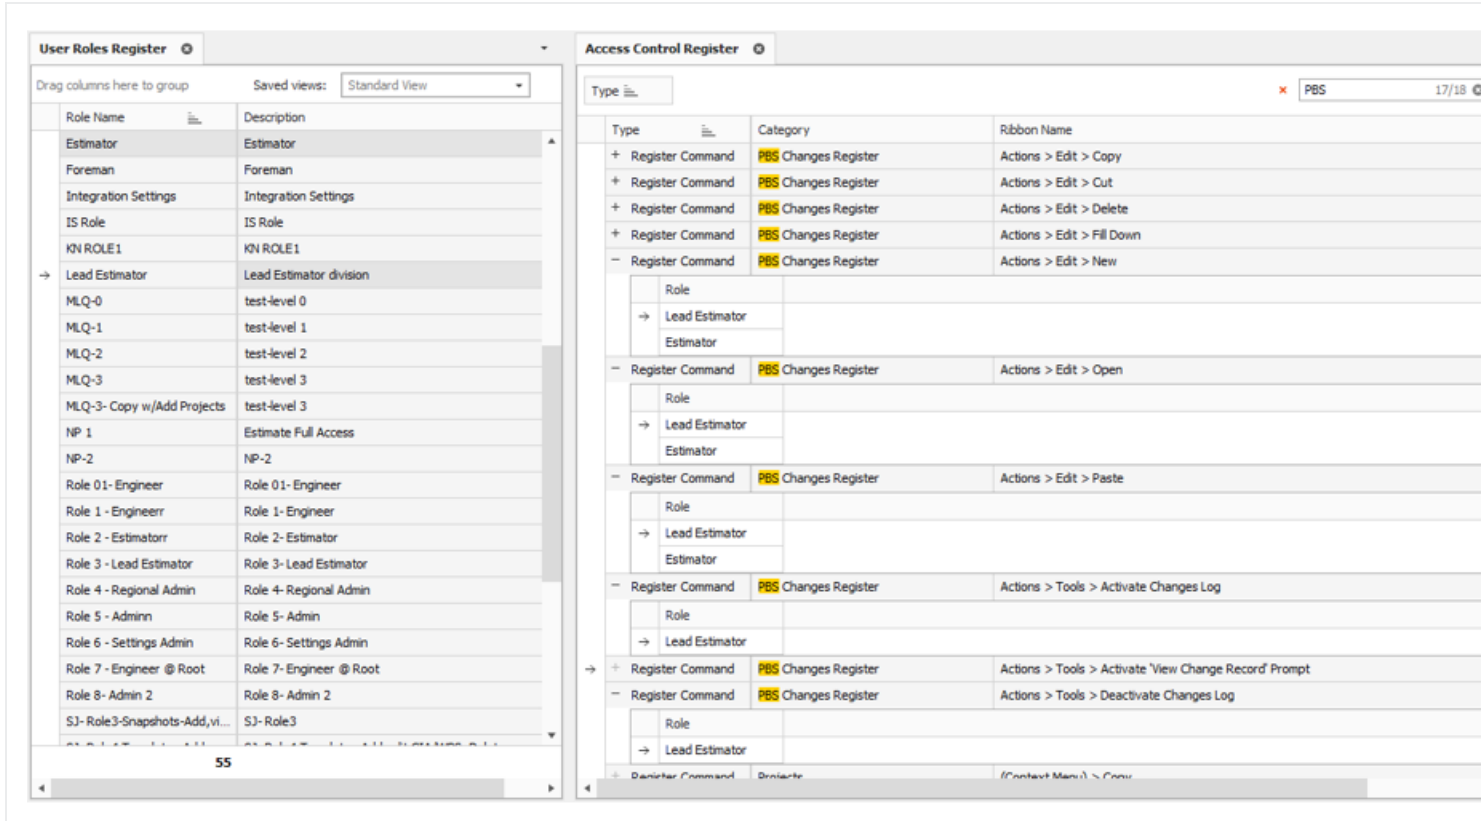 User Roles Register
Drag columns here to group Saved views: Standard View
Role Name Description
Estimator Estimator
Foreman Foreman
Integration Settings Integration Settings
IS Role IS Role
KN ROLE1 KN ROLE1
Lead Estimator Lead Estimator division
MLQ-0 test-level 0
MLQ-1 test-level 1
MLQ-2 test-level 2
MLQ-3 test-level 3
MLQ-3- Copy w/Add Projects test-level 3
NP 1 Estimate Full Access
NP-2 NP-2
Role 01- Engineer Role 01- Engineer
Role 1 - Engineerr Role 1- Engineer
Role 2 - Estimatorr Role 2- Estimator
Role 3 - Lead Estimator Role 3- Lead Estimator
Role 4 - Regional Admin Role 4- Regional Admin
Role 5 - Adminn Role 5- Admin
Role 6 - Settings Admin Role 6- Settings Admin
Role 7 - Engineer @ Root Role 7- Engineer @ Root
Role 8- Admin 2 Role 8- Admin 2
SJ- Role3-Snapshots-Add,vi... SJ- Role3
55
Access Control Register
Type PBS 17/18
Type Category Ribbon Name
+ Register Command PBS Changes Register Actions > Edit > Copy
+ Register Command PBS Changes Register Actions > Edit > Cut
+ Register Command PBS Changes Register Actions > Edit > Delete
+ Register Command PBS Changes Register Actions > Edit > Fill Down
− Register Command PBS Changes Register Actions > Edit > New
Role
Lead Estimator
Estimator
− Register Command PBS Changes Register Actions > Edit > Open
Role
Lead Estimator
Estimator
− Register Command PBS Changes Register Actions > Edit > Paste
Role
Lead Estimator
Estimator
− Register Command PBS Changes Register Actions > Tools > Activate Changes Log
Role
Lead Estimator
+ Register Command PBS Changes Register Actions > Tools > Activate 'View Change Record' Prompt
− Register Command PBS Changes Register Actions > Tools > Deactivate Changes Log
Role
Lead Estimator
+ Register Command Projects (Context Menu) > Copy